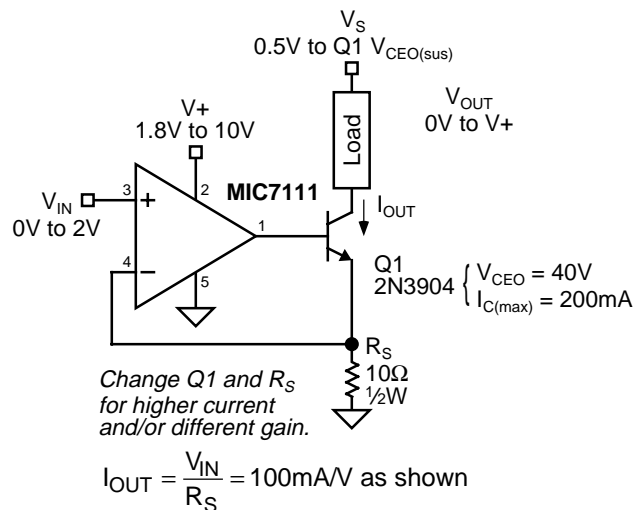 V_S
0.5V to Q1 V_CEO(sus)
V_OUT
0V to V+
V+
1.8V to 10V
Load
MIC7111
I_OUT
V_IN
0V to 2V
3
2
1
4
5
+
−
Q1
2N3904 { V_CEO = 40V
I_C(max) = 200mA
R_S
10Ω
½W
Change Q1 and R_S
for higher current
and/or different gain.
I_OUT = V_IN / R_S = 100mA/V as shown